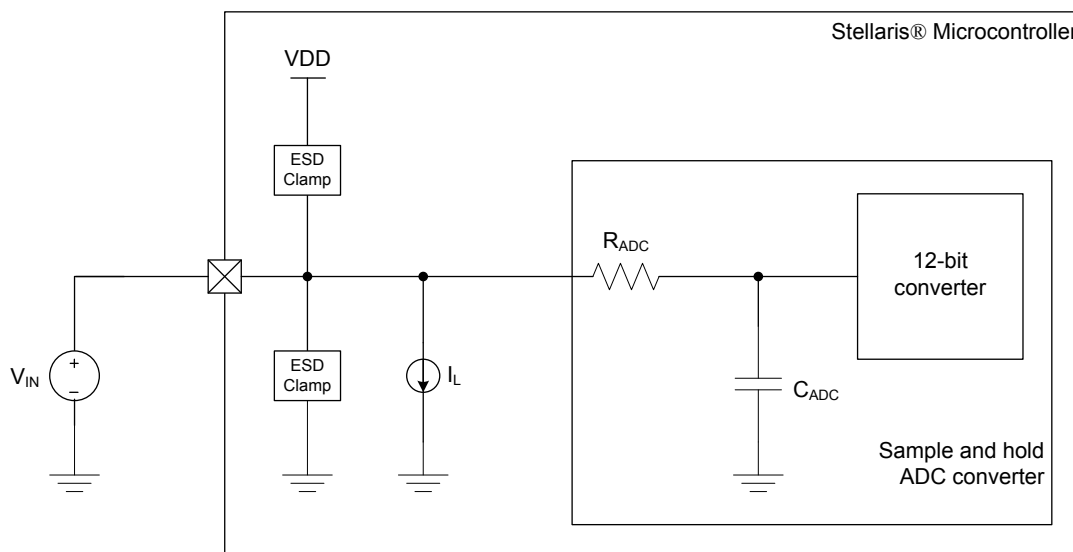 Stellaris® Microcontroller
VDD
ESD
Clamp
R_ADC
12-bit
converter
V_IN
+
–
ESD
Clamp
I_L
C_ADC
Sample and hold
ADC converter